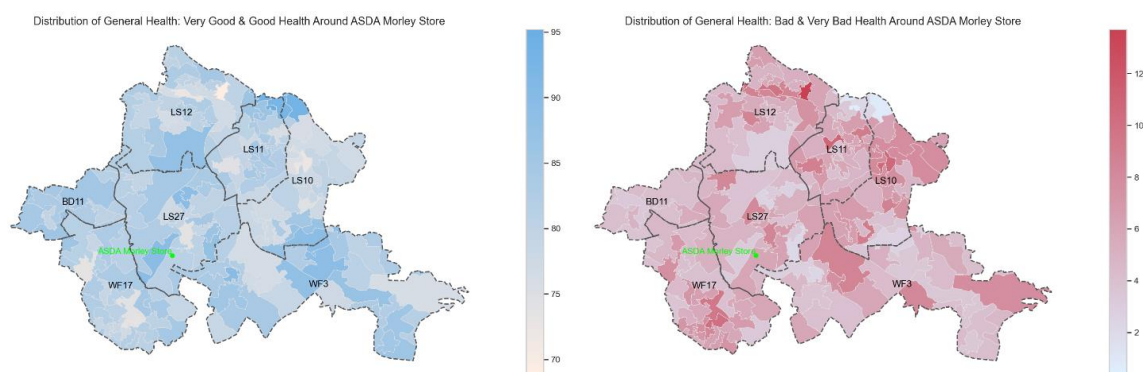 Distribution of General Health: Very Good & Good Health Around ASDA Morley Store
95
90
85
80
75
70
LS12
LS11
LS10
BD11
LS27
ASDA Morley Store
WF17
WF3
Distribution of General Health: Bad & Very Bad Health Around ASDA Morley Store
12
10
8
6
4
2
LS12
LS11
LS10
BD11
LS27
ASDA Morley Store
WF17
WF3